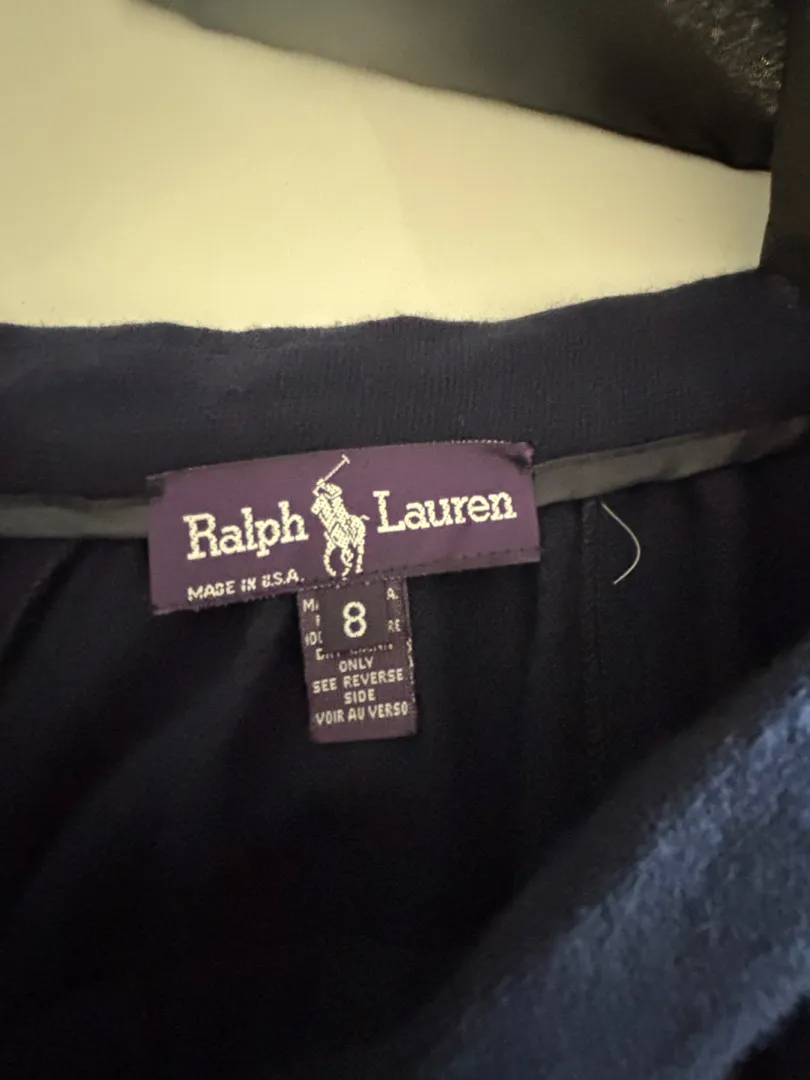 Ralph Lauren
MADE IN U.S.A.
8
ONLY
SEE REVERSE
SIDE
VOIR AU VERSO